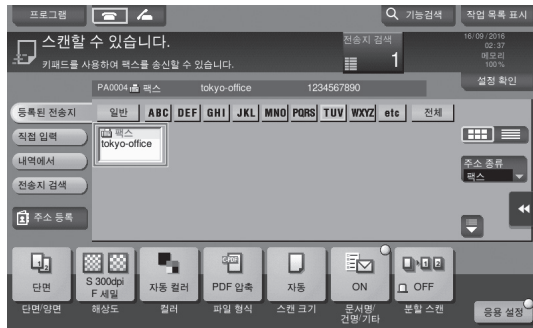 프로그램
기능검색
작업 목록 표시
스캔할 수 있습니다.
키패드를 사용하여 팩스를 송신할 수 있습니다.
전송지 검색
1
16/09/2016
02:37
메모리
100%
PA0004 팩스 tokyo-office 1234567890
설정 확인
등록된 전송지
일반 ABC DEF GHI JKL MNO PQRS TUV WXYZ etc 전체
직접 입력
내역에서
전송지 검색
주소 등록
팩스
tokyo-office
주소 종류
팩스
단면
S 300dpi
F 세밀
자동 컬러
PDF 압축
자동
ON
OFF
단면/양면
해상도
컬러
파일 형식
스캔 크기
문서명/
건명/기타
분할 스캔
응용 설정